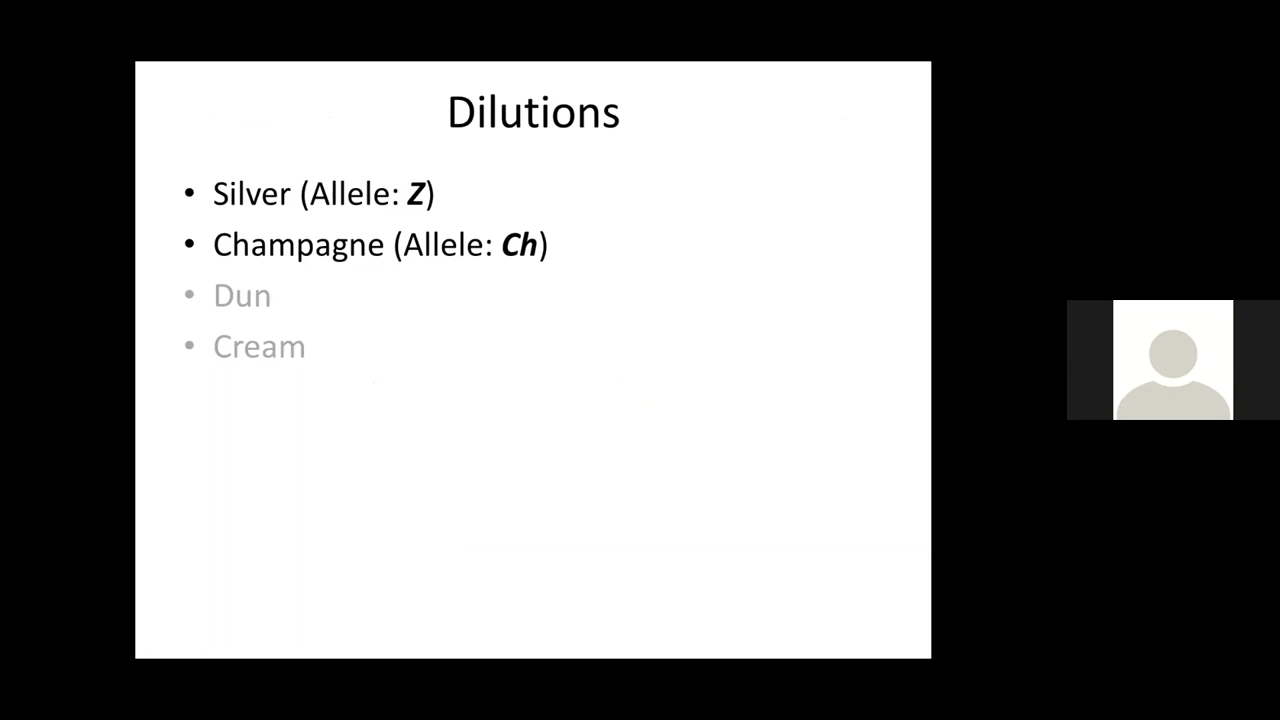 Dilutions
• Silver (Allele: Z)
• Champagne (Allele: Ch)
• Dun
• Cream